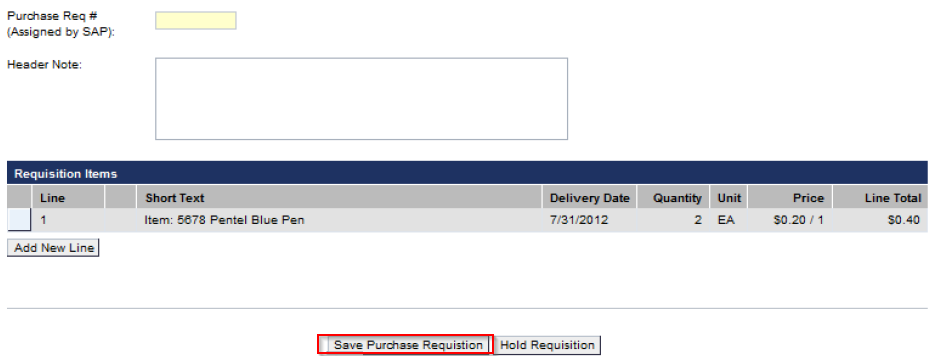 Purchase Req #
(Assigned by SAP):
Header Note:
Requisition Items
Line Short Text Delivery Date Quantity Unit Price Line Total
1 Item: 5678 Pentel Blue Pen 7/31/2012 2 EA $0.20 / 1 $0.40
Add New Line
Save Purchase Requistion Hold Requisition